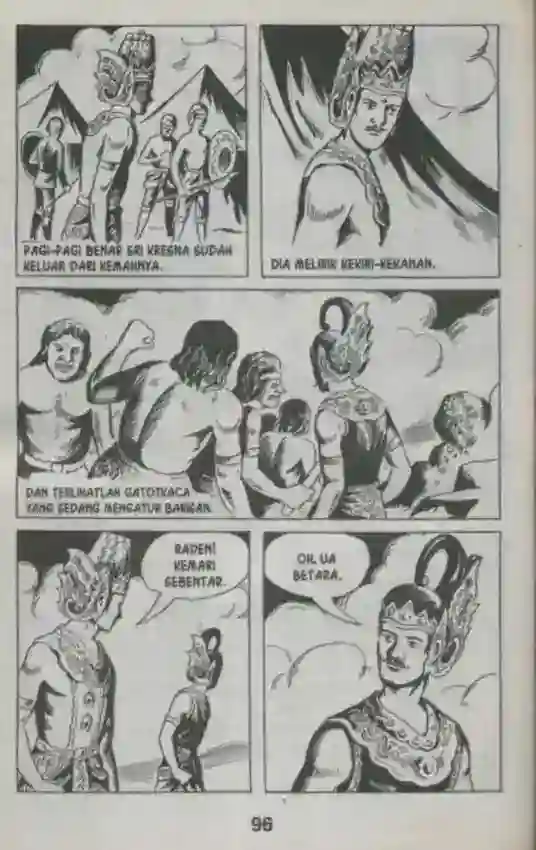 PAGI-PAGI BENAR SRI KRESNA SUDAH
KELUAR DARI KEMAHNYA.
DIA MELIRIK KEKIRI-KEKANAN.
DAN TERLIHATLAH GATOTKACA
YANG SEDANG MENGATUR BARISAN.
RADEN!
KEMARI
SEBENTAR.
OH, UA
BETARA.
96